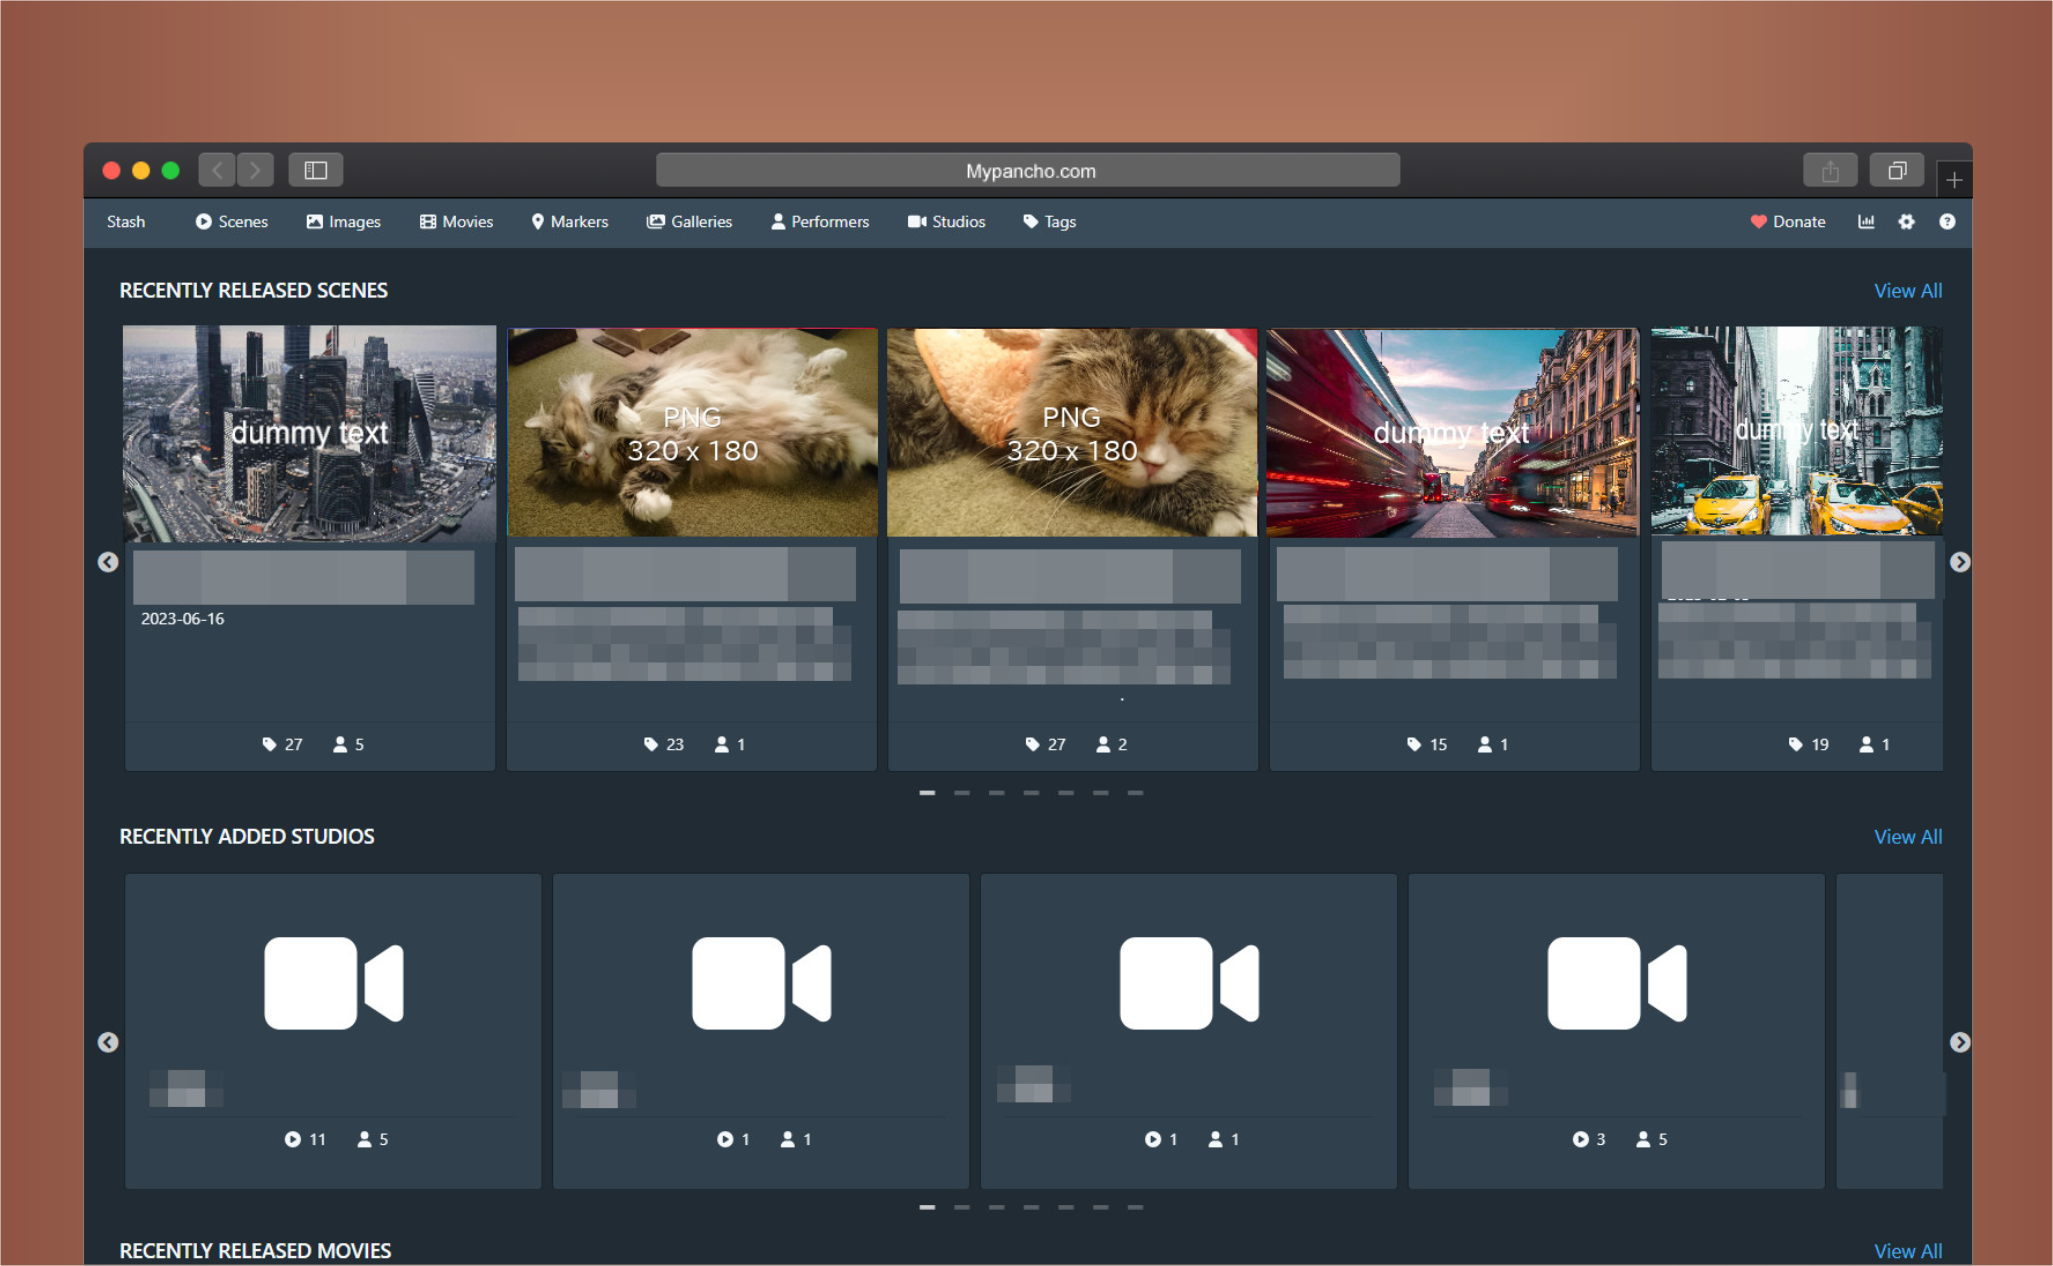 Mypancho.com
Stash Scenes Images Movies Markers Galleries Performers Studios Tags Donate
RECENTLY RELEASED SCENES View All
dummy text
PNG
320 x 180
PNG
320 x 180
dummy text
dummy text
2023-06-16
27 5
23 1
27 2
15 1
19 1
RECENTLY ADDED STUDIOS View All
11 5
1 1
1 1
3 5
RECENTLY RELEASED MOVIES View All